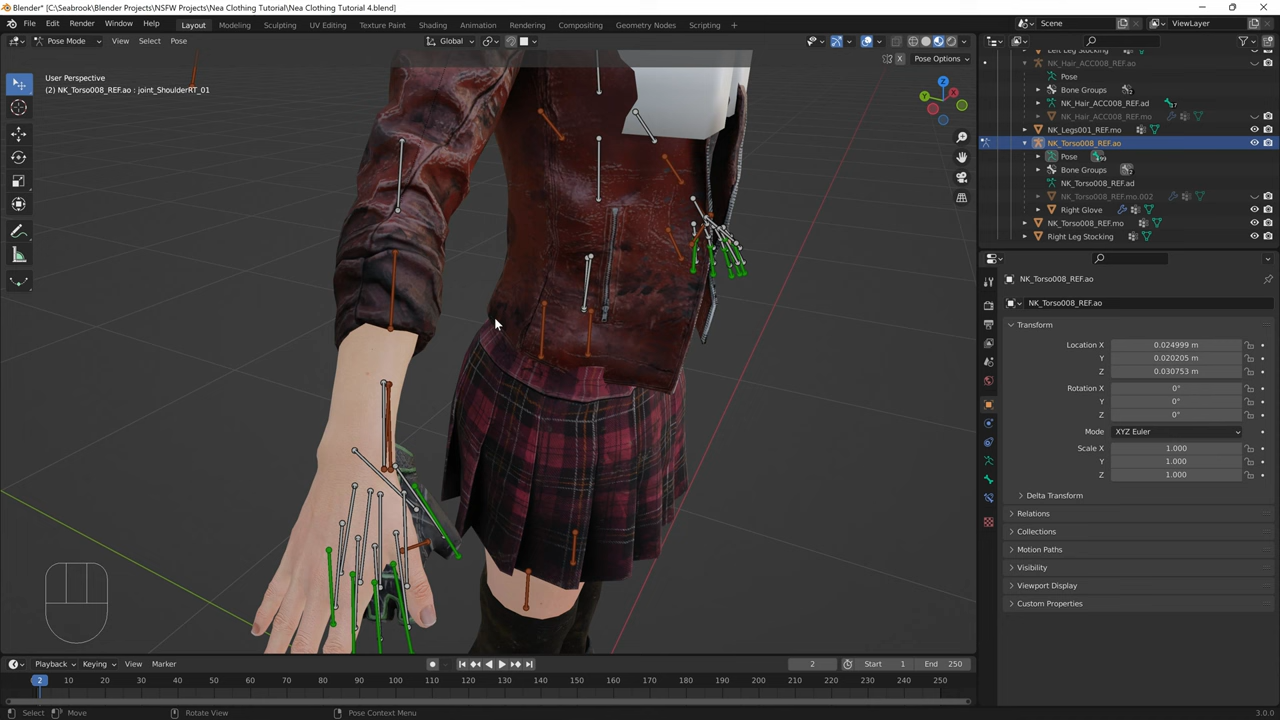 Blender* [C:\Seabrook\Blender Projects\NSFW Projects\Nea Clothing Tutorial\Nea Clothing Tutorial 4.blend]
File Edit Render Window Help Layout Modeling Sculpting UV Editing Texture Paint Shading Animation Rendering Compositing Geometry Nodes Scripting + Scene ViewLayer
Pose Mode View Select Pose Global
X Pose Options
User Perspective
(2) NK_Torso008_REF.ao : joint_ShoulderRT_01
Z
Y
X
Left Leg Stocking
NK_Hair_ACC008_REF.ao
Pose
Bone Groups
NK_Hair_ACC008_REF.ad
NK_Hair_ACC008_REF.mo
NK_Legs001_REF.mo
NK_Torso008_REF.ao
Pose
Bone Groups
NK_Torso008_REF.ad
NK_Torso008_REF.mo.002
Right Glove
NK_Torso008_REF.mo
Right Leg Stocking
NK_Torso008_REF.ao
NK_Torso008_REF.ao
Transform
Location X 0.024999 m
Y 0.020205 m
Z 0.030753 m
Rotation X 0°
Y 0°
Z 0°
Mode XYZ Euler
Scale X 1.000
Y 1.000
Z 1.000
Delta Transform
Relations
Collections
Motion Paths
Visibility
Viewport Display
Custom Properties
Playback Keying View Marker 2 Start 1 End 250
2 10 20 30 40 50 60 70 80 90 100 110 120 130 140 150 160 170 180 190 200 210 220 230 240 250
Select Move Rotate View Pose Context Menu 3.0.0